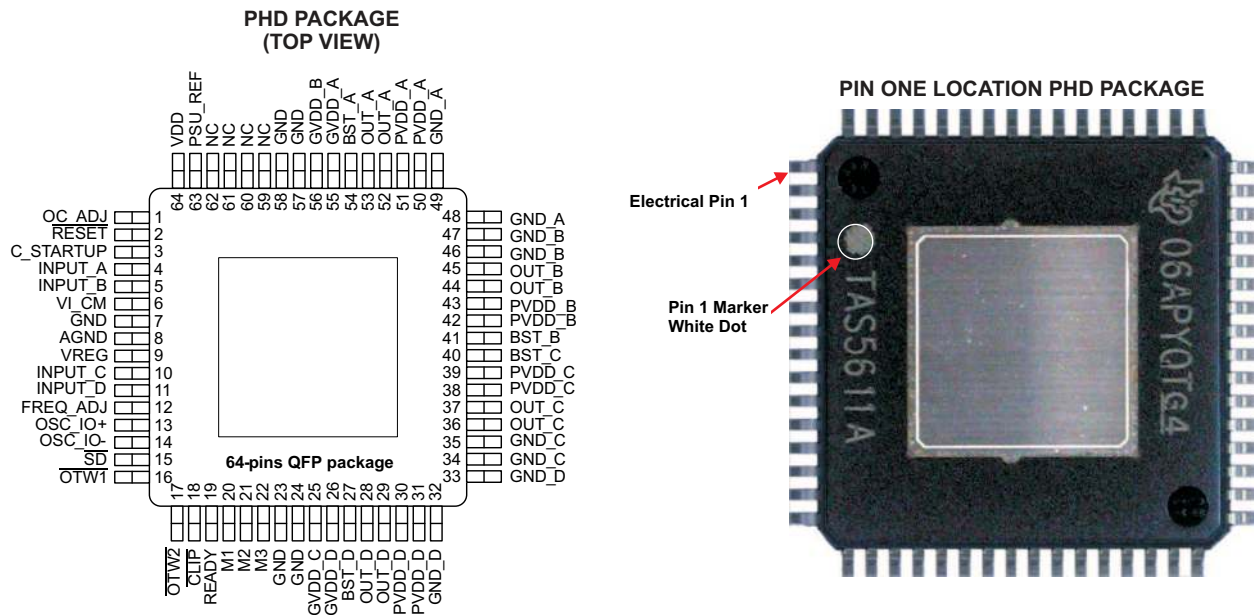 PHD PACKAGE
(TOP VIEW)
VDD
PSU_REF
NC
NC
NC
NC
GND
GND
GVDD_B
GVDD_A
BST_A
OUT_A
OUT_A
PVDD_A
PVDD_A
GND_A
64
63
62
61
60
59
58
57
56
55
54
53
52
51
50
49
OC_ADJ 1
RESET 2
C_STARTUP 3
INPUT_A 4
INPUT_B 5
VI_CM 6
GND 7
AGND 8
VREG 9
INPUT_C 10
INPUT_D 11
FREQ_ADJ 12
OSC_IO+ 13
OSC_IO- 14
SD 15
OTW1 16
48 GND_A
47 GND_B
46 GND_B
45 OUT_B
44 OUT_B
43 PVDD_B
42 PVDD_B
41 BST_B
40 BST_C
39 PVDD_C
38 PVDD_C
37 OUT_C
36 OUT_C
35 GND_C
34 GND_C
33 GND_D
64-pins QFP package
17
18
19
20
21
22
23
24
25
26
27
28
29
30
31
32
OTW2
CLIP
READY
M1
M2
M3
GND
GND
GVDD_C
GVDD_D
BST_D
OUT_D
OUT_D
PVDD_D
PVDD_D
GND_D
PIN ONE LOCATION PHD PACKAGE
Electrical Pin 1
Pin 1 Marker
White Dot
TAS5611A
06APYQTG4